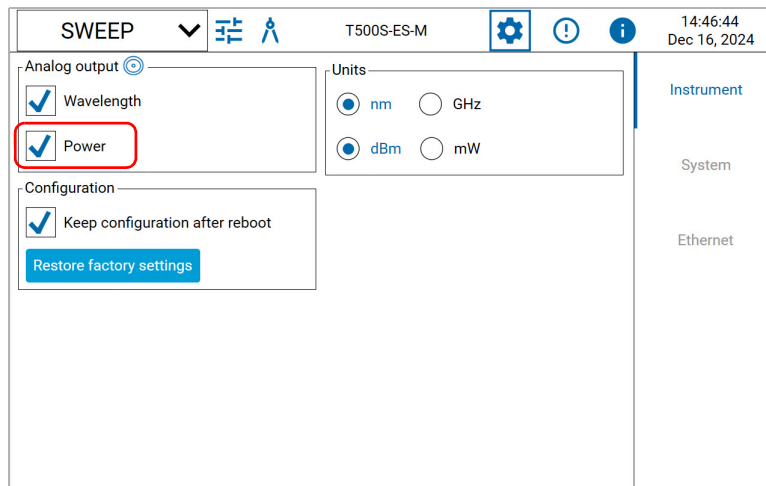 SWEEP
T500S-ES-M
14:46:44
Dec 16, 2024
Analog output
Wavelength
Power
Units
nm GHz
dBm mW
Configuration
Keep configuration after reboot
Restore factory settings
Instrument
System
Ethernet